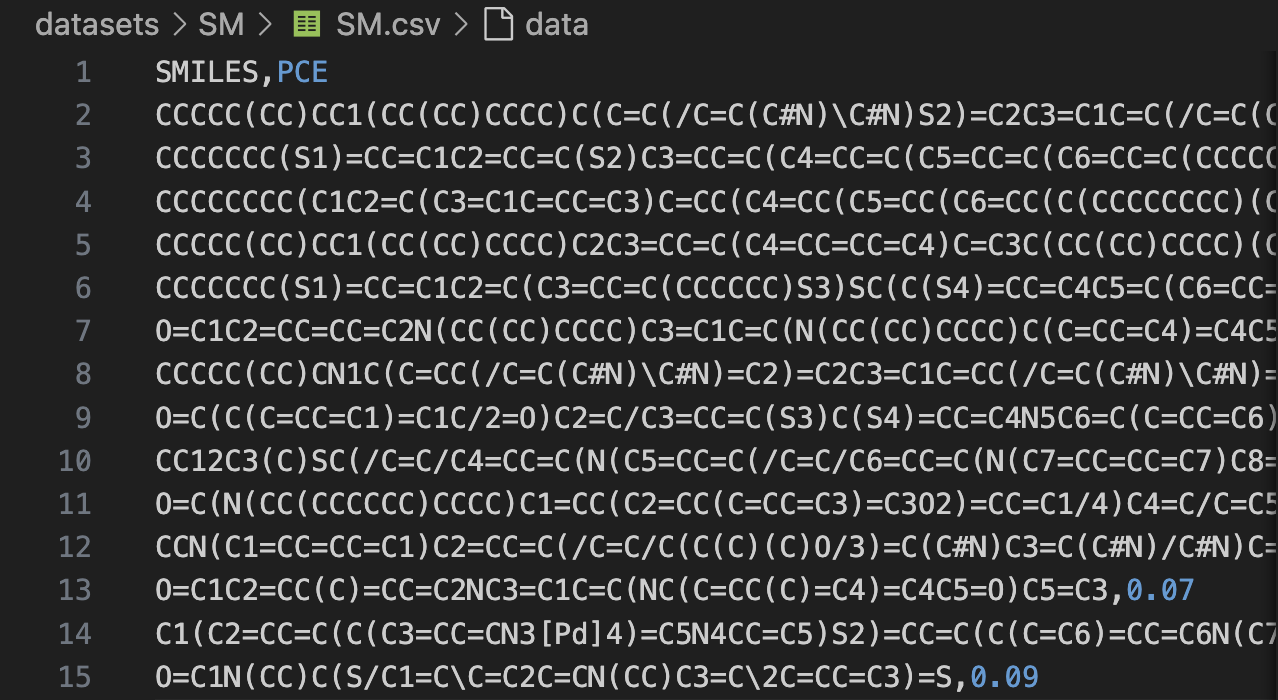 datasets > SM > SM.csv > data
1 SMILES,PCE
2 CCCCC(CC)CC1(CC(CC)CCCC)C(C=C(/C=C(C#N)\C#N)S2)=C2C3=C1C=C(/C=C(C
3 CCCCCCC(S1)=CC=C1C2=CC=C(S2)C3=CC=C(C4=CC=C(C5=CC=C(C6=CC=C(CCCCC
4 CCCCCCCC(C1C2=C(C3=C1C=CC=C3)C=CC(C4=CC(C5=CC(C6=CC(C(CCCCCCCC)(C
5 CCCCC(CC)CC1(CC(CC)CCCC)C2C3=CC=C(C4=CC=CC=C4)C=C3C(CC(CC)CCCC)(C
6 CCCCCCC(S1)=CC=C1C2=C(C3=CC=C(CCCCCC)S3)SC(C(S4)=CC=C4C5=C(C6=CC=
7 O=C1C2=CC=CC=C2N(CC(CC)CCCC)C3=C1C=C(N(CC(CC)CCCC)C(C=CC=C4)=C4C5
8 CCCCC(CC)CN1C(C=CC(/C=C(C#N)\C#N)=C2)=C2C3=C1C=CC(/C=C(C#N)\C#N)=
9 O=C(C(C=CC=C1)=C1C/2=O)C2=C/C3=CC=C(S3)C(S4)=CC=C4N5C6=C(C=CC=C6)
10 CC12C3(C)SC(/C=C/C4=CC=C(N(C5=CC=C(/C=C/C6=CC=C(N(C7=CC=CC=C7)C8=
11 O=C(N(CC(CCCCCC)CCCC)C1=CC(C2=CC(C=CC=C3)=C3O2)=CC=C1/4)C4=C/C=C5
12 CCN(C1=CC=CC=C1)C2=CC=C(/C=C/C(C(C)(C)O/3)=C(C#N)C3=C(C#N)/C#N)C=
13 O=C1C2=CC(C)=CC=C2NC3=C1C=C(NC(C=CC(C)=C4)=C4C5=O)C5=C3,0.07
14 C1(C2=CC=C(C(C3=CC=CN3[Pd]4)=C5N4CC=C5)S2)=CC=C(C(C=C6)=CC=C6N(C7
15 O=C1N(CC)C(S/C1=C\C=C2C=CN(CC)C3=C\2C=CC=C3)=S,0.09